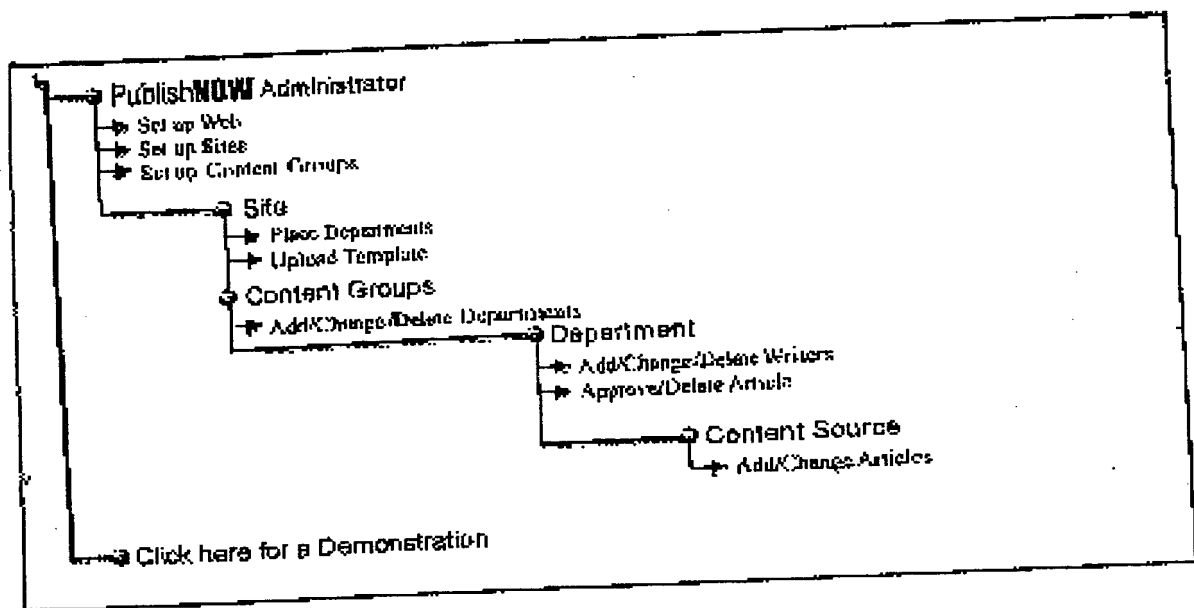 PublishNOW Administrator
Set up Web
Set up Sites
Set up Content Groups
Site
Place Departments
Upload Template
Content Groups
Add/Change/Delete Departments
Department
Add/Change/Delete Writers
Approve/Delete Article
Content Source
Add/Change Articles
Click here for a Demonstration